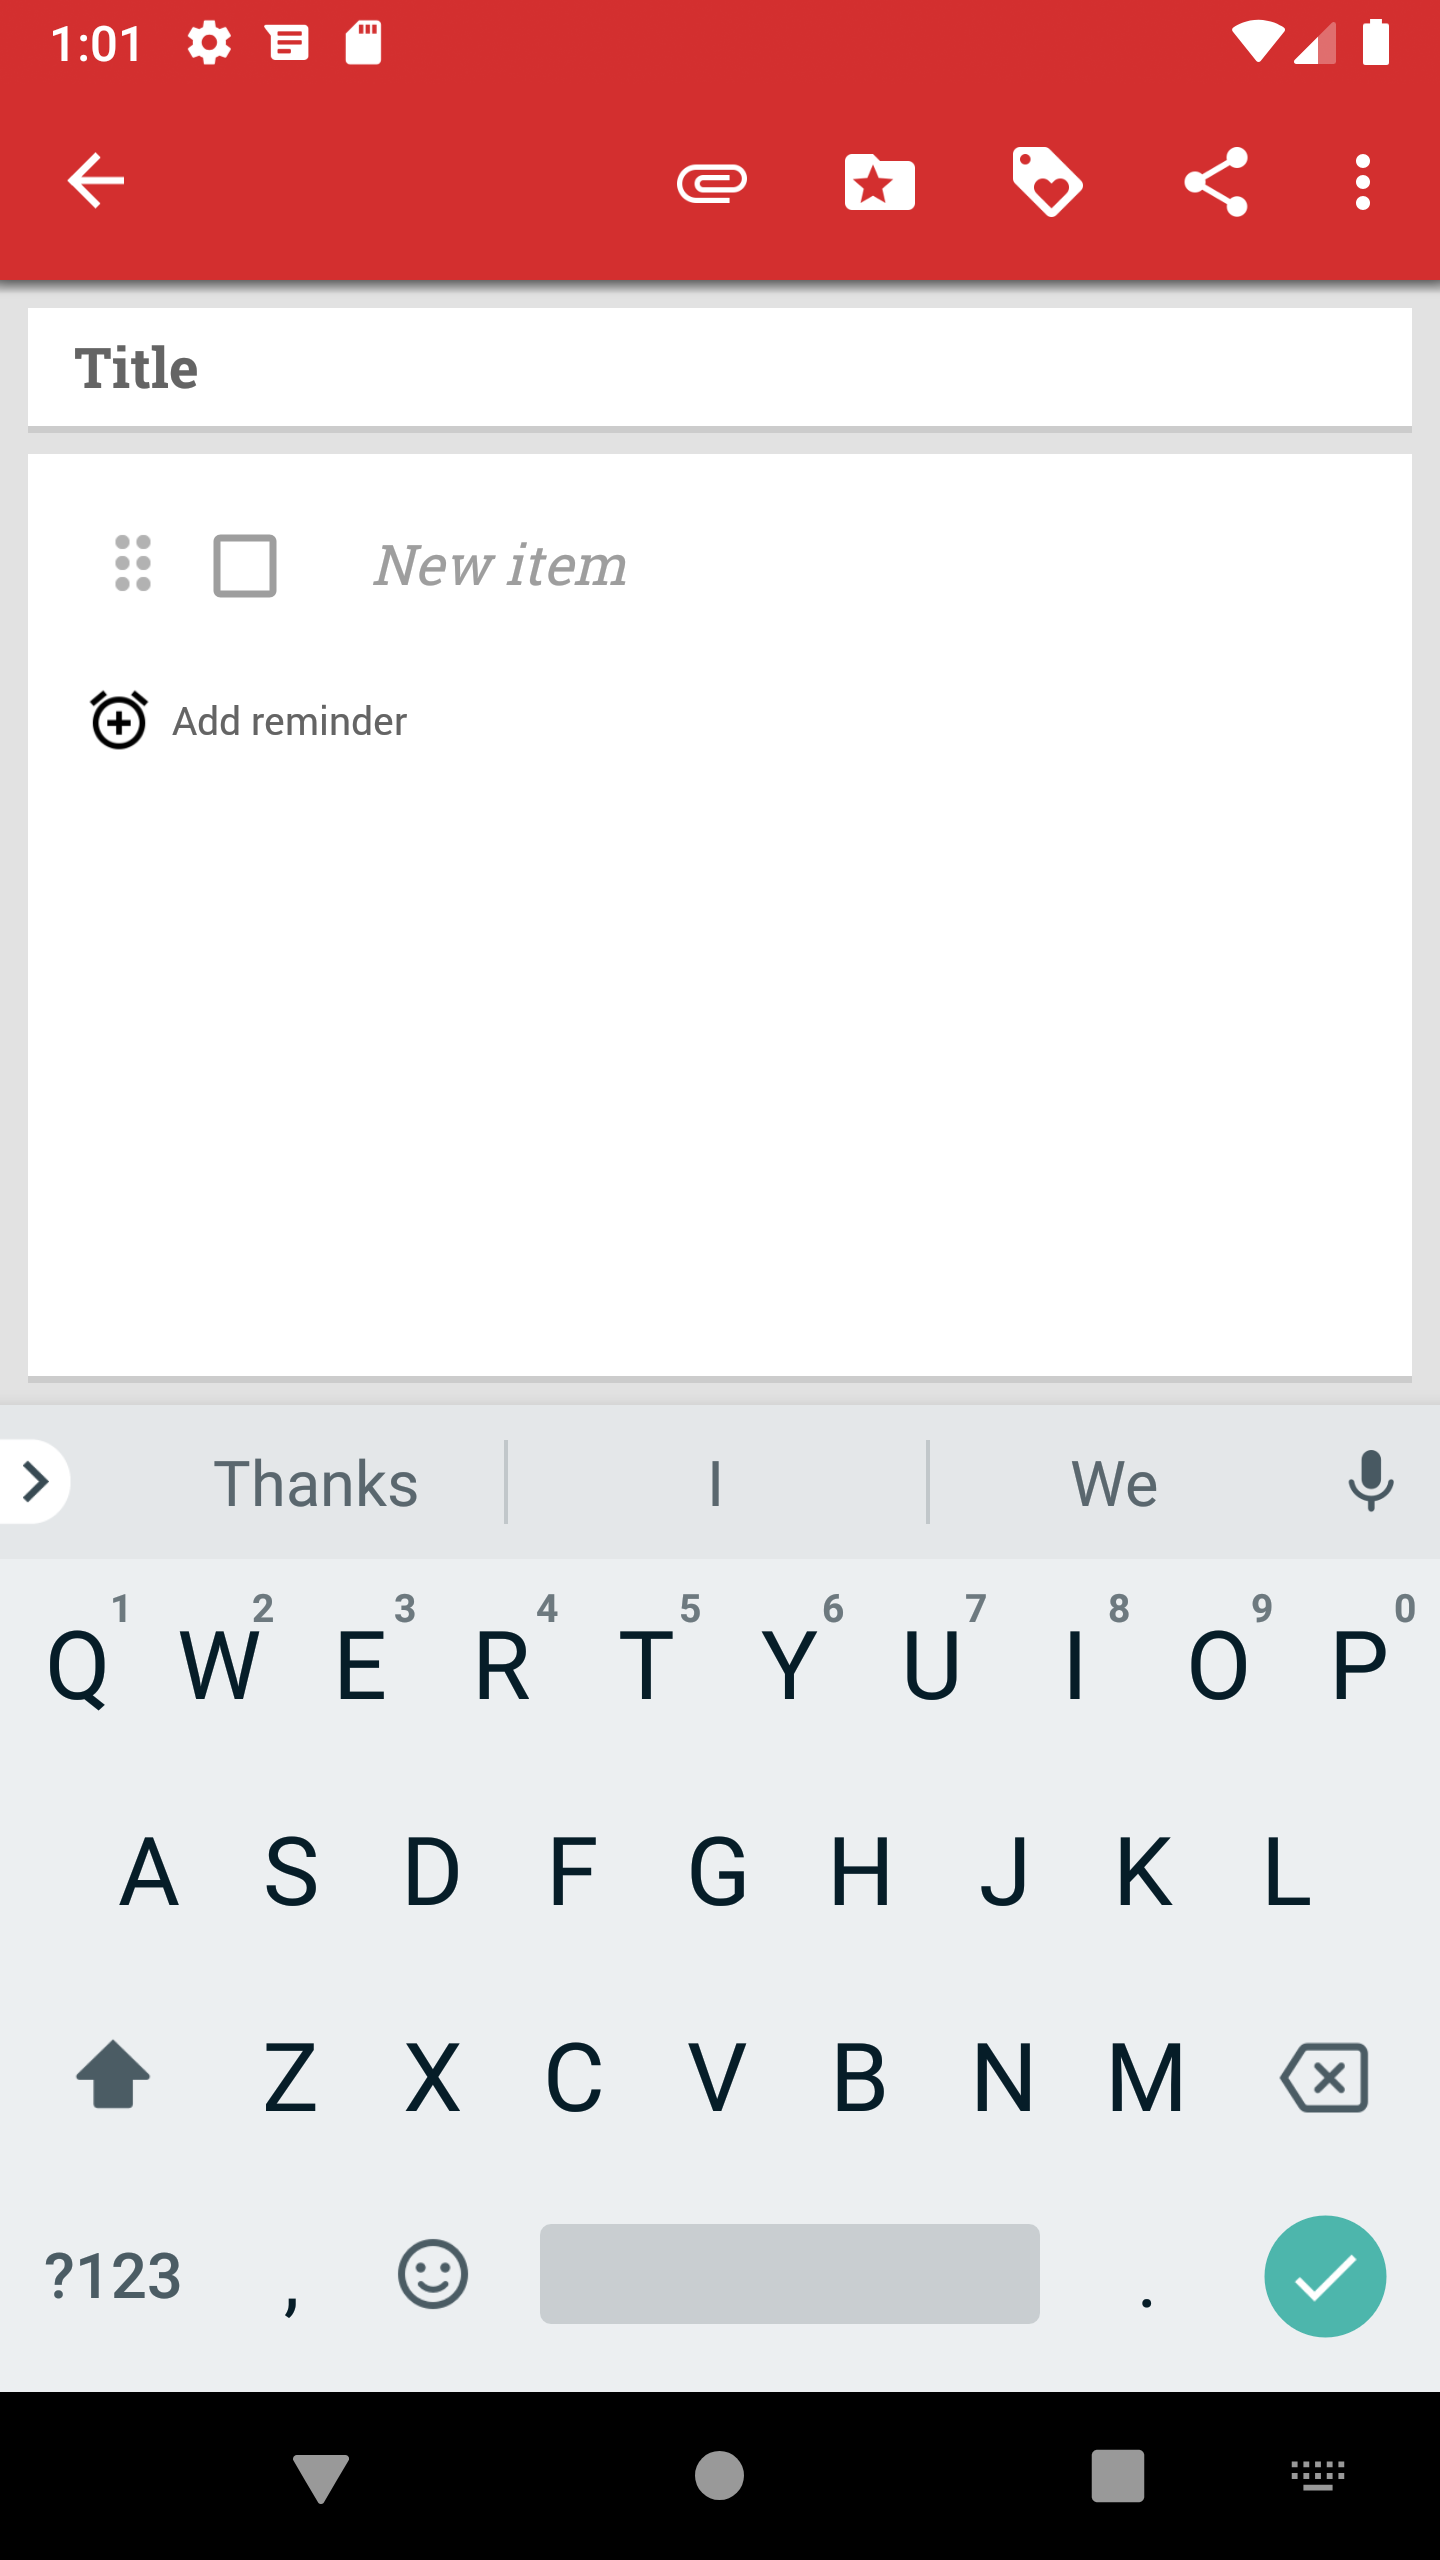 1:01
Title
New item
Add reminder
Thanks I We
1 2 3 4 5 6 7 8 9 0
Q W E R T Y U I O P
A S D F G H J K L
Z X C V B N M
?123 , .